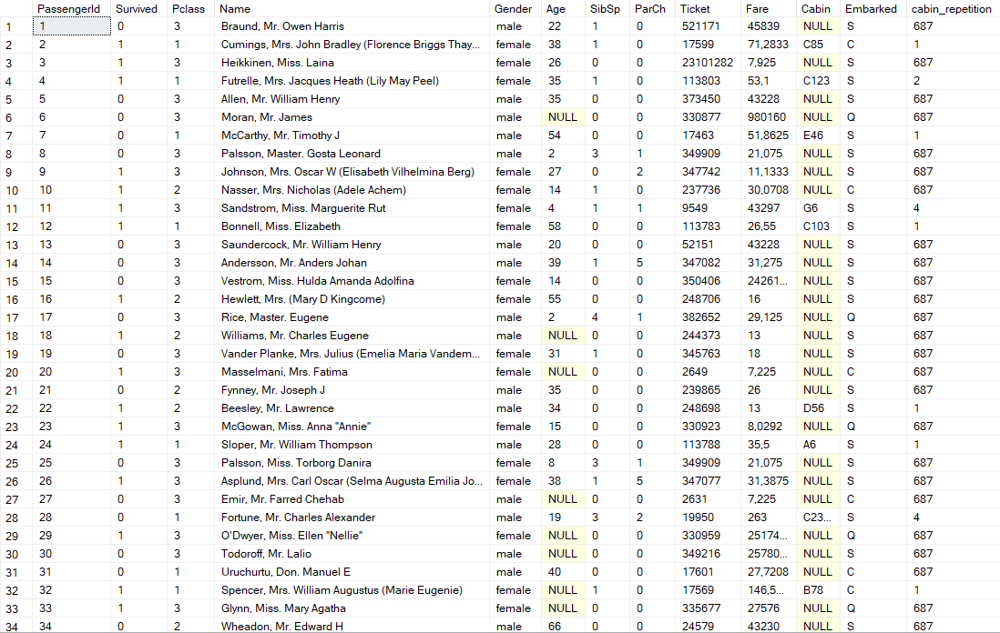 PassengerId Survived Pclass Name Gender Age SibSp ParCh Ticket Fare Cabin Embarked cabin_repetition
1 1 0 3 Braund, Mr. Owen Harris male 22 1 0 521171 45839 NULL S 687
2 2 1 1 Cumings, Mrs. John Bradley (Florence Briggs Thay... female 38 1 0 17599 71,2833 C85 C 1
3 3 1 3 Heikkinen, Miss. Laina female 26 0 0 23101282 7,925 NULL S 687
4 4 1 1 Futrelle, Mrs. Jacques Heath (Lily May Peel) female 35 1 0 113803 53,1 C123 S 2
5 5 0 3 Allen, Mr. William Henry male 35 0 0 373450 43228 NULL S 687
6 6 0 3 Moran, Mr. James male NULL 0 0 330877 980160 NULL Q 687
7 7 0 1 McCarthy, Mr. Timothy J male 54 0 0 17463 51,8625 E46 S 1
8 8 0 3 Palsson, Master. Gosta Leonard male 2 3 1 349909 21,075 NULL S 687
9 9 1 3 Johnson, Mrs. Oscar W (Elisabeth Vilhelmina Berg) female 27 0 2 347742 11,1333 NULL S 687
10 10 1 2 Nasser, Mrs. Nicholas (Adele Achem) female 14 1 0 237736 30,0708 NULL C 687
11 11 1 3 Sandstrom, Miss. Marguerite Rut female 4 1 1 9549 43297 G6 S 4
12 12 1 1 Bonnell, Miss. Elizabeth female 58 0 0 113783 26,55 C103 S 1
13 13 0 3 Saundercock, Mr. William Henry male 20 0 0 52151 43228 NULL S 687
14 14 0 3 Andersson, Mr. Anders Johan male 39 1 5 347082 31,275 NULL S 687
15 15 0 3 Vestrom, Miss. Hulda Amanda Adolfina female 14 0 0 350406 24261... NULL S 687
16 16 1 2 Hewlett, Mrs. (Mary D Kingcome) female 55 0 0 248706 16 NULL S 687
17 17 0 3 Rice, Master. Eugene male 2 4 1 382652 29,125 NULL Q 687
18 18 1 2 Williams, Mr. Charles Eugene male NULL 0 0 244373 13 NULL S 687
19 19 0 3 Vander Planke, Mrs. Julius (Emelia Maria Vandem... female 31 1 0 345763 18 NULL S 687
20 20 1 3 Masselmani, Mrs. Fatima female NULL 0 0 2649 7,225 NULL C 687
21 21 0 2 Fynney, Mr. Joseph J male 35 0 0 239865 26 NULL S 687
22 22 1 2 Beesley, Mr. Lawrence male 34 0 0 248698 13 D56 S 1
23 23 1 3 McGowan, Miss. Anna "Annie" female 15 0 0 330923 8,0292 NULL Q 687
24 24 1 1 Sloper, Mr. William Thompson male 28 0 0 113788 35,5 A6 S 1
25 25 0 3 Palsson, Miss. Torborg Danira female 8 3 1 349909 21,075 NULL S 687
26 26 1 3 Asplund, Mrs. Carl Oscar (Selma Augusta Emilia Jo... female 38 1 5 347077 31,3875 NULL S 687
27 27 0 3 Emir, Mr. Farred Chehab male NULL 0 0 2631 7,225 NULL C 687
28 28 0 1 Fortune, Mr. Charles Alexander male 19 3 2 19950 263 C23... S 4
29 29 1 3 O'Dwyer, Miss. Ellen "Nellie" female NULL 0 0 330959 25174... NULL Q 687
30 30 0 3 Todoroff, Mr. Lalio male NULL 0 0 349216 25780... NULL S 687
31 31 0 1 Uruchurtu, Don. Manuel E male 40 0 0 17601 27,7208 NULL C 687
32 32 1 1 Spencer, Mrs. William Augustus (Marie Eugenie) female NULL 1 0 17569 146,5... B78 C 1
33 33 1 3 Glynn, Miss. Mary Agatha female NULL 0 0 335677 27576 NULL Q 687
34 34 0 2 Wheadon, Mr. Edward H male 66 0 0 24579 43230 NULL S 687